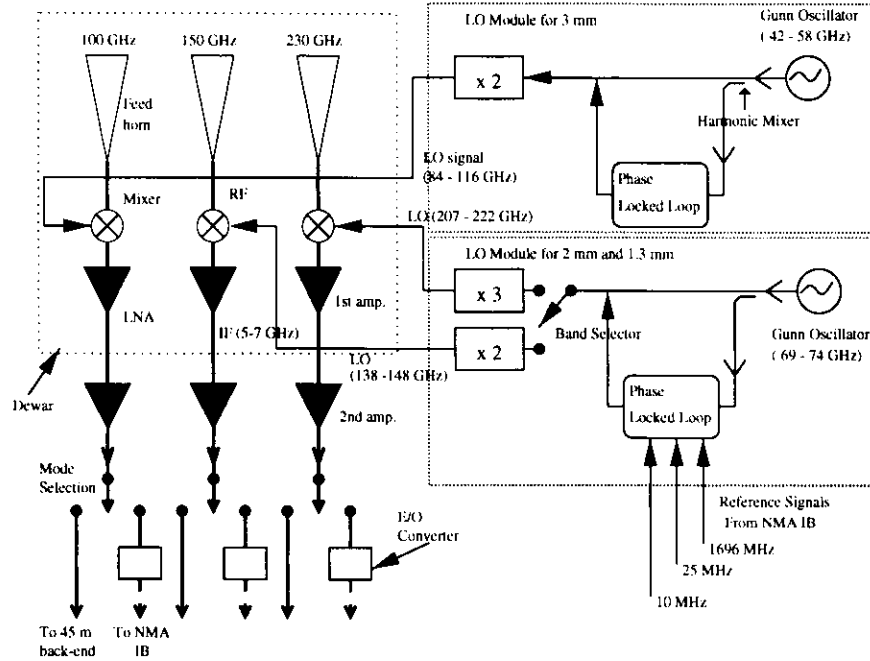 LO Module for 3 mm
Gunn Oscillator
( 42 - 58 GHz)
100 GHz
150 GHz
230 GHz
x 2
Feed
horn
Harmonic Mixer
LO signal
(84 - 116 GHz)
Phase
Locked Loop
Mixer
RF
LO (207 - 222 GHz)
LO Module for 2 mm and 1.3 mm
x 3
1st amp.
LNA
IF (5-7 GHz)
Band Selector
Gunn Oscillator
( 69 - 74 GHz)
x 2
LO
(138 -148 GHz)
Dewar
2nd amp.
Phase
Locked Loop
Mode
Selection
E/O
Converter
Reference Signals
From NMA IB
1696 MHz
25 MHz
10 MHz
To 45 m
back-end
To NMA
IB